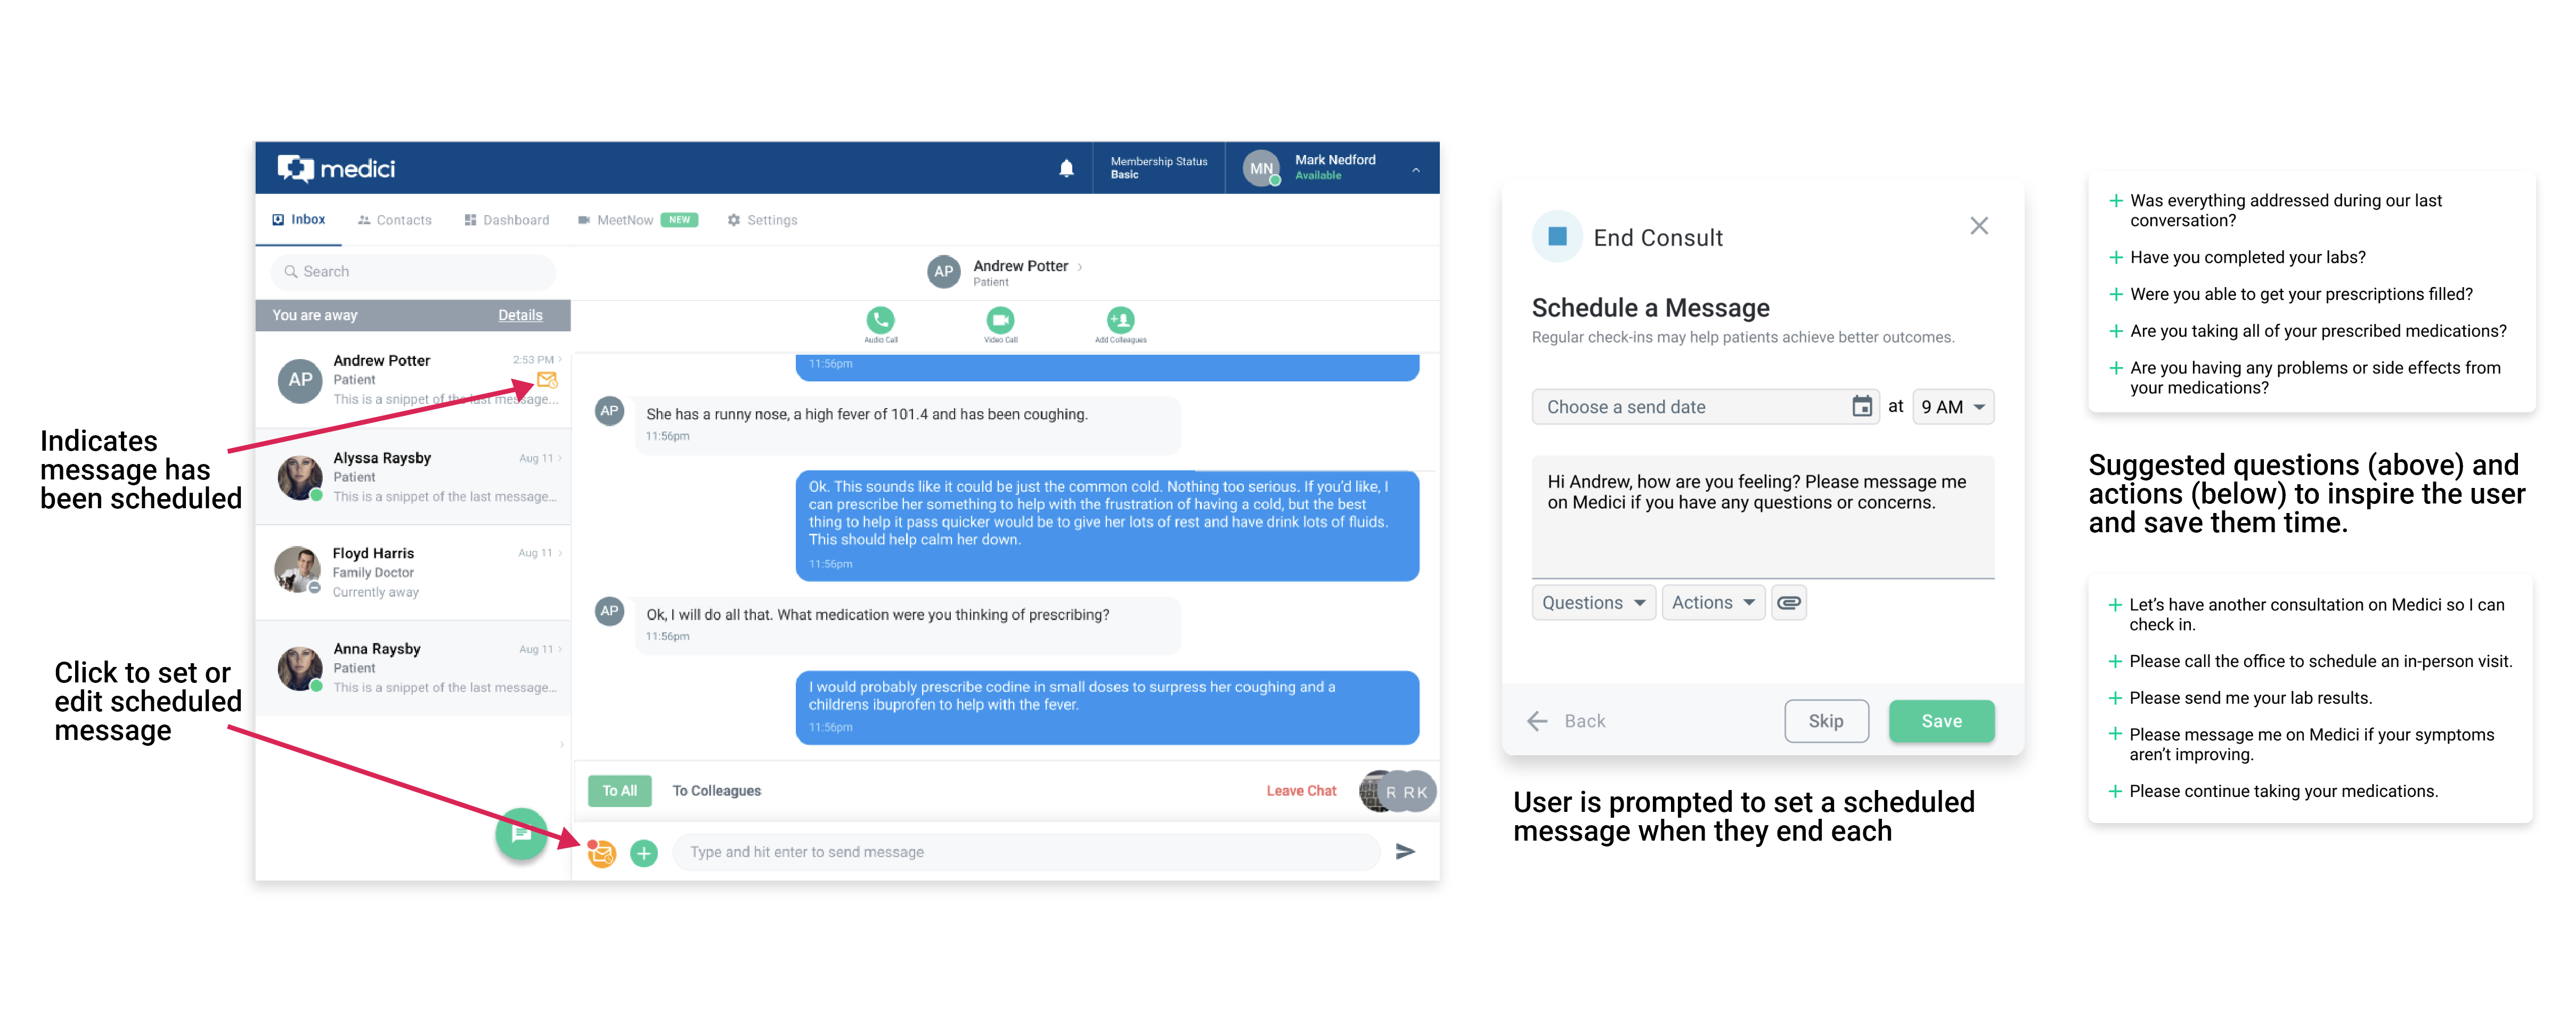 Indicates
message has
been scheduled
Click to set or
edit scheduled
message
medici
Membership Status
Basic
MN
Mark Nedford
Available
Inbox
Contacts
Dashboard
MeetNow
NEW
Settings
Search
You are away
Details
AP
Andrew Potter
2:53 PM
Patient
This is a snippet of the last message...
Alyssa Raysby
Aug 11
Patient
This is a snippet of the last message...
Floyd Harris
Aug 11
Family Doctor
Currently away
Anna Raysby
Aug 11
Patient
This is a snippet of the last message...
AP
Andrew Potter
Patient
Audio Call
Video Call
Add Colleagues
11:56pm
AP
She has a runny nose, a high fever of 101.4 and has been coughing.
11:56pm
Ok. This sounds like it could be just the common cold. Nothing too serious. If you'd like, I
can prescribe her something to help with the frustration of having a cold, but the best
thing to help it pass quicker would be to give her lots of rest and have drink lots of fluids.
This should help calm her down.
11:56pm
AP
Ok, I will do all that. What medication were you thinking of prescribing?
11:56pm
I would probably prescribe codine in small doses to surpress her coughing and a
childrens ibuprofen to help with the fever.
11:56pm
To All
To Colleagues
Leave Chat
R
RK
Type and hit enter to send message
End Consult
Schedule a Message
Regular check-ins may help patients achieve better outcomes.
Choose a send date
at
9 AM
Hi Andrew, how are you feeling? Please message me
on Medici if you have any questions or concerns.
Questions
Actions
Back
Skip
Save
User is prompted to set a scheduled
message when they end each
Was everything addressed during our last
conversation?
Have you completed your labs?
Were you able to get your prescriptions filled?
Are you taking all of your prescribed medications?
Are you having any problems or side effects from
your medications?
Suggested questions (above) and
actions (below) to inspire the user
and save them time.
Let's have another consultation on Medici so I can
check in.
Please call the office to schedule an in-person visit.
Please send me your lab results.
Please message me on Medici if your symptoms
aren't improving.
Please continue taking your medications.